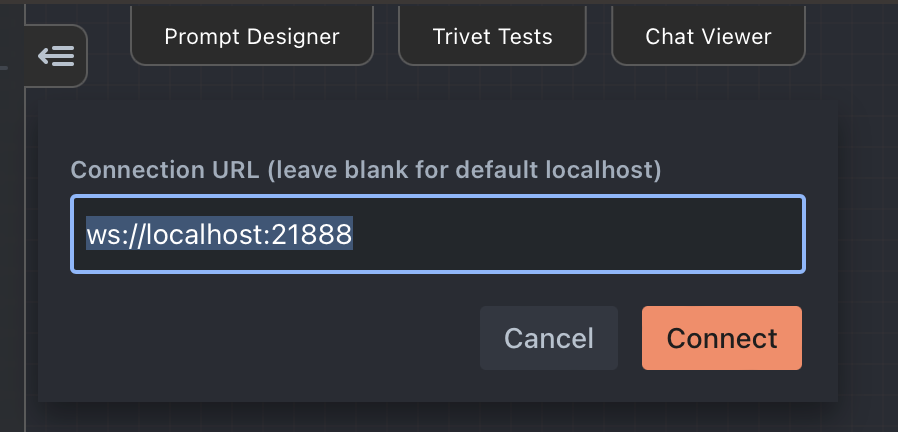 Prompt Designer
Trivet Tests
Chat Viewer
Connection URL (leave blank for default localhost)
ws://localhost:21888
Cancel
Connect